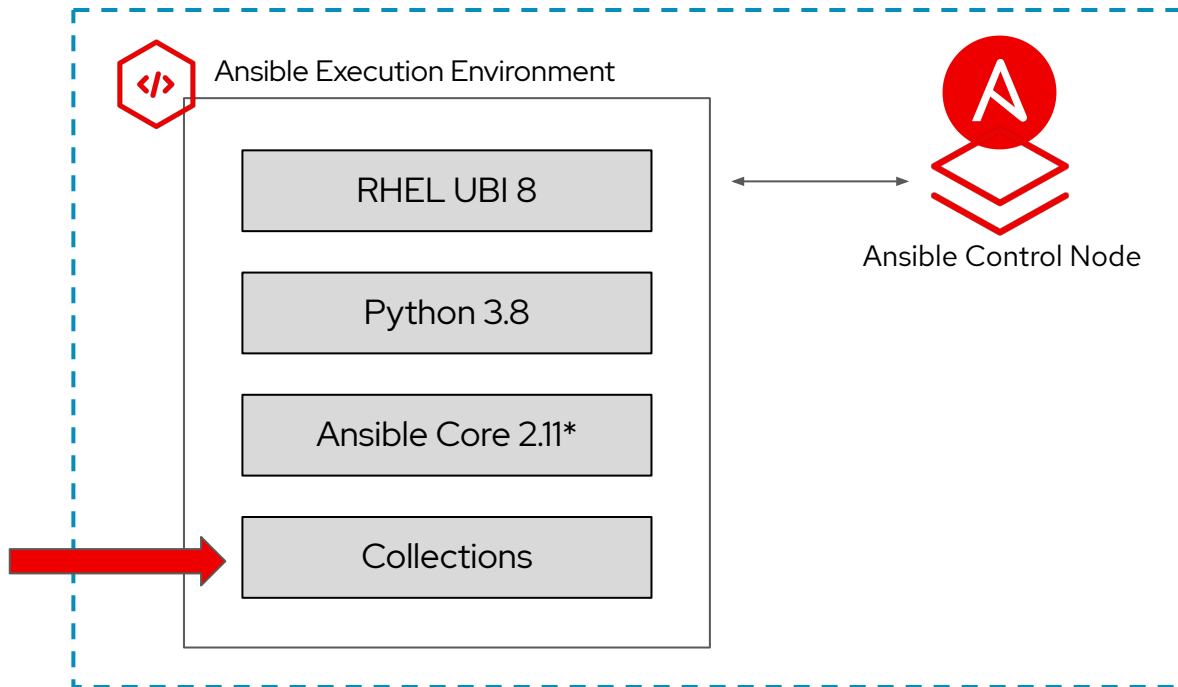 Ansible Execution Environment
RHEL UBI 8
Python 3.8
Ansible Core 2.11*
Collections
Ansible Control Node